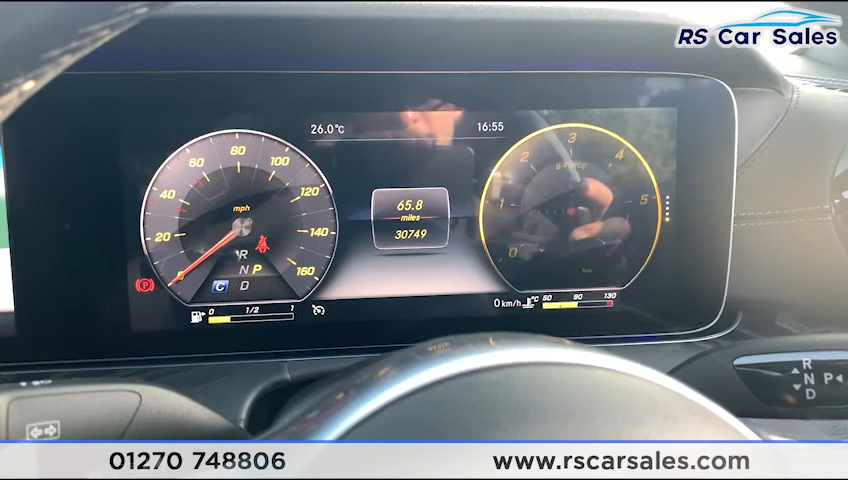 RS Car Sales
26.0°C
16:55
80
60
100
40
120
20
140
0
160
mph
R
N P
C D
65.8
miles
30749
3
2
4
1
5
0
G-FORCE
0 1/2 1
0 km/h
°C 50 90 130
R
N P
D
01270 748806
www.rscarsales.com